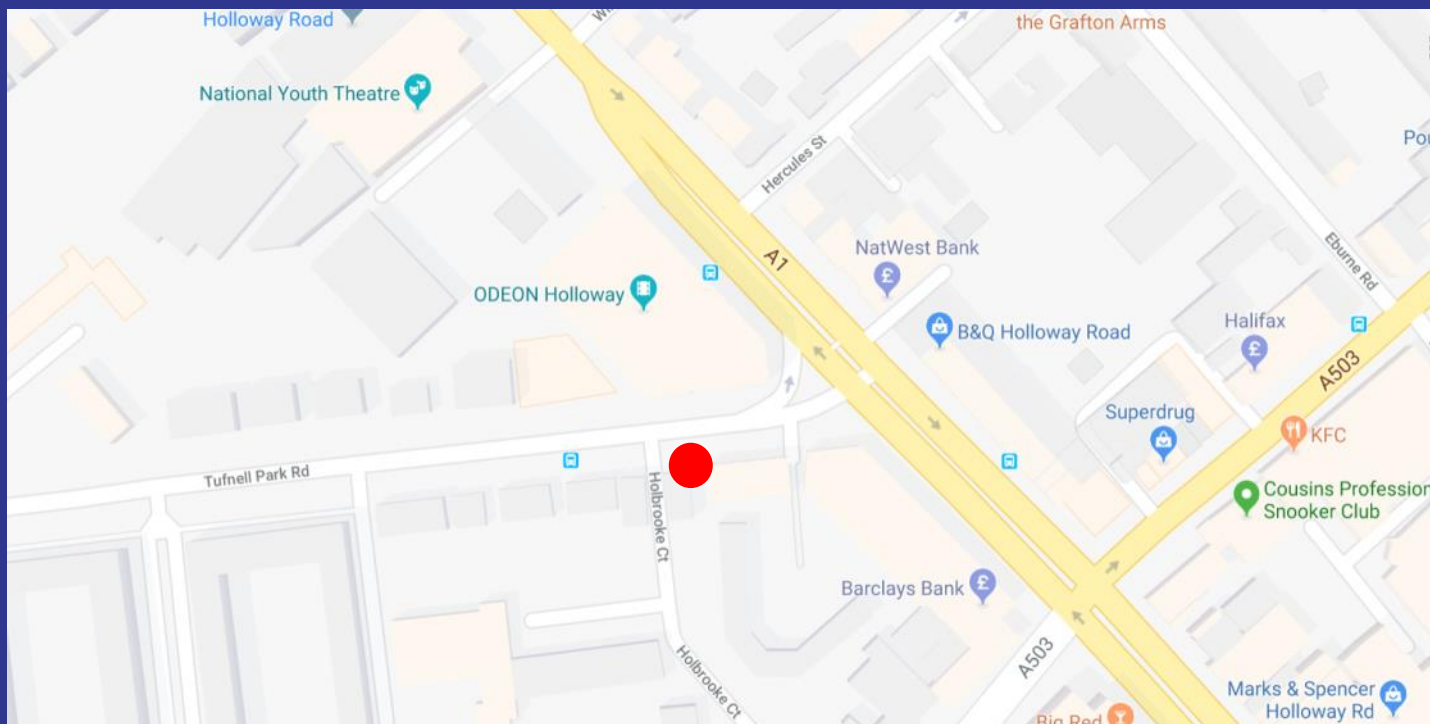 Holloway Road
the Grafton Arms
National Youth Theatre
Hercules St
A1
NatWest Bank
£
Eburne Rd
ODEON Holloway
B&Q Holloway Road
Halifax
£
A503
Superdrug
KFC
Tufnell Park Rd
Holbrooke Ct
Cousins Profession
Snooker Club
Barclays Bank
£
Holbrooke Ct
A503
Marks & Spencer
Holloway Rd
Big Red